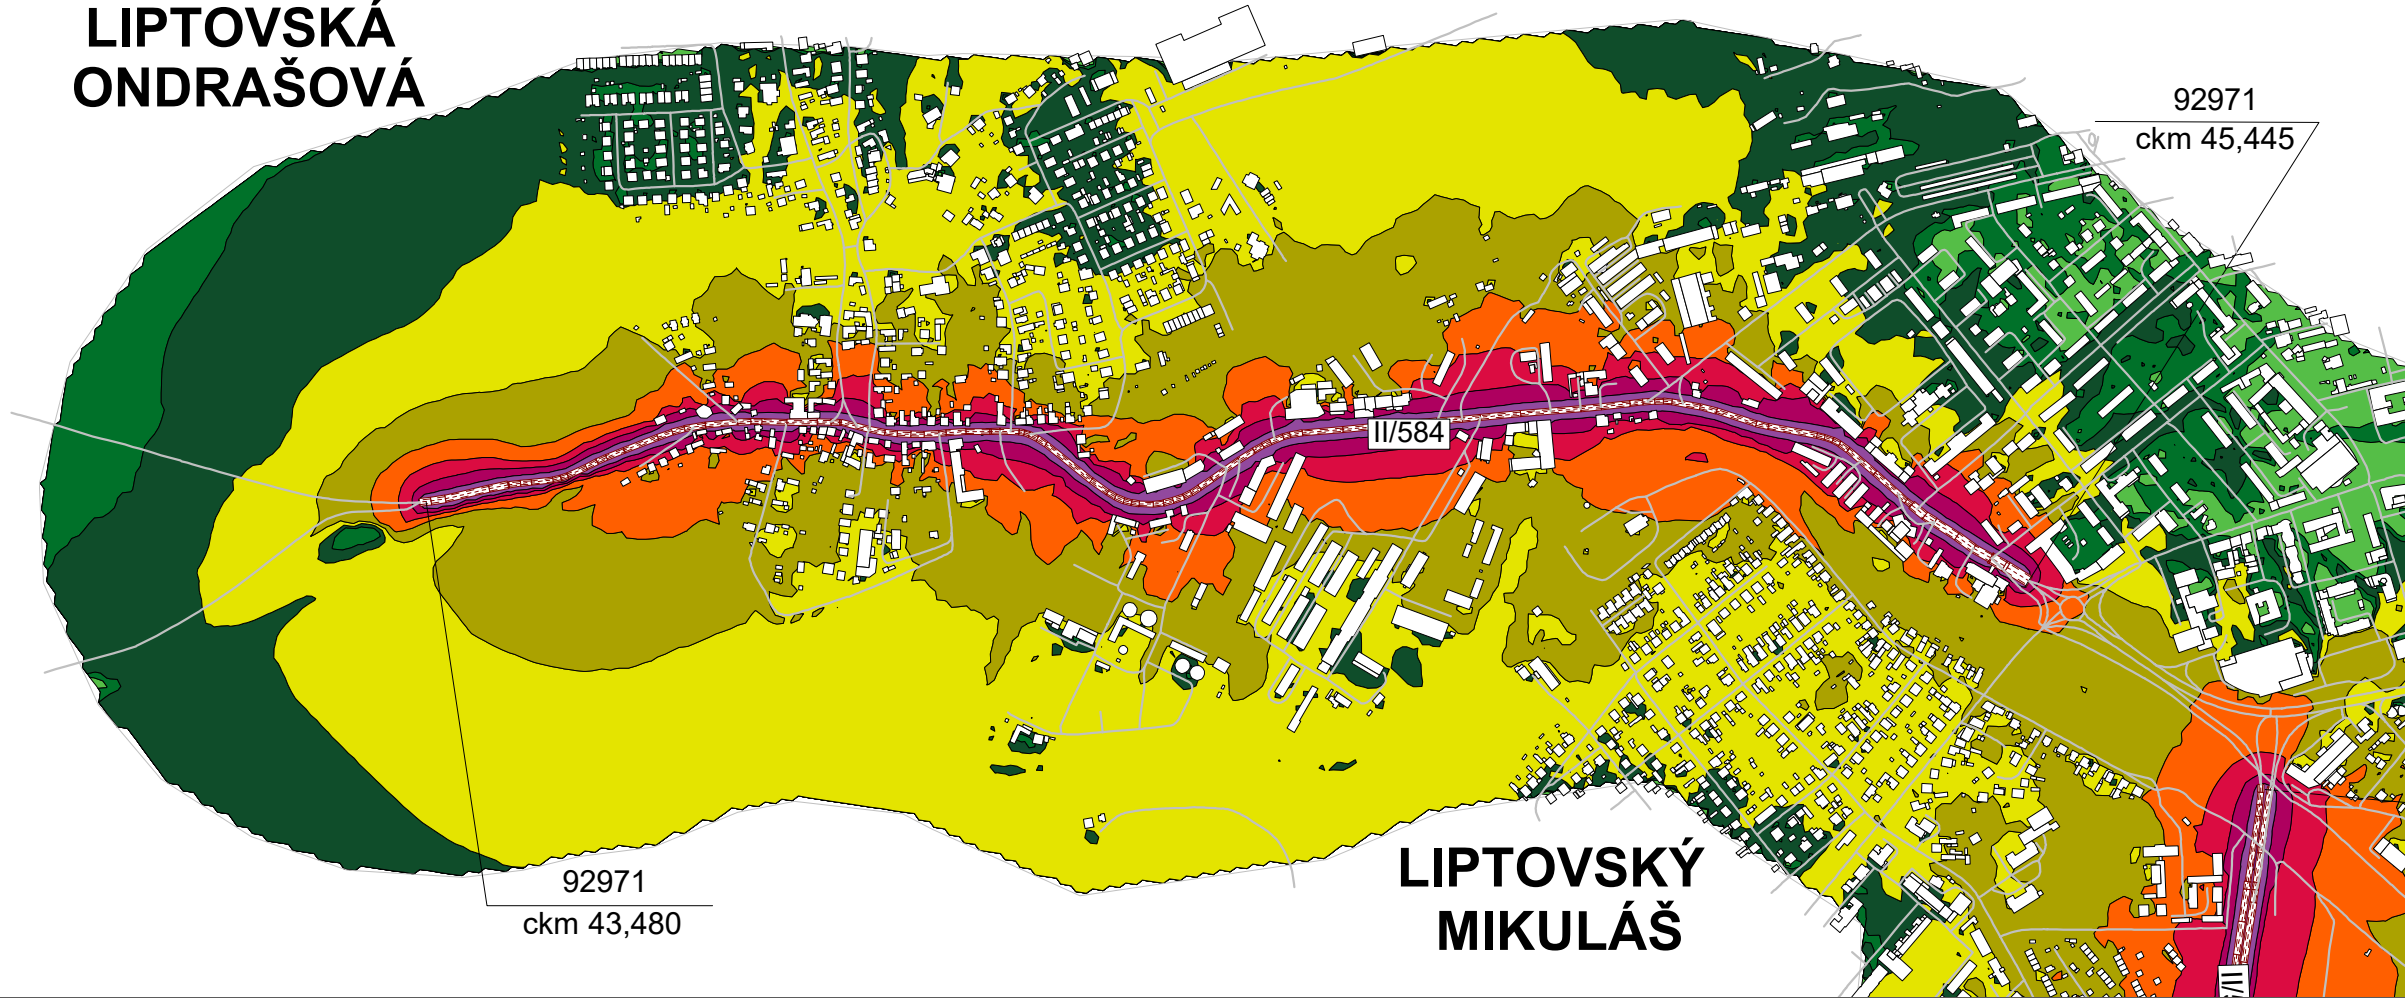 LIPTOVSKÁ
ONDRAŠOVÁ
92971
ckm 45,445
II/584
92971
ckm 43,480
LIPTOVSKÝ
MIKULÁŠ